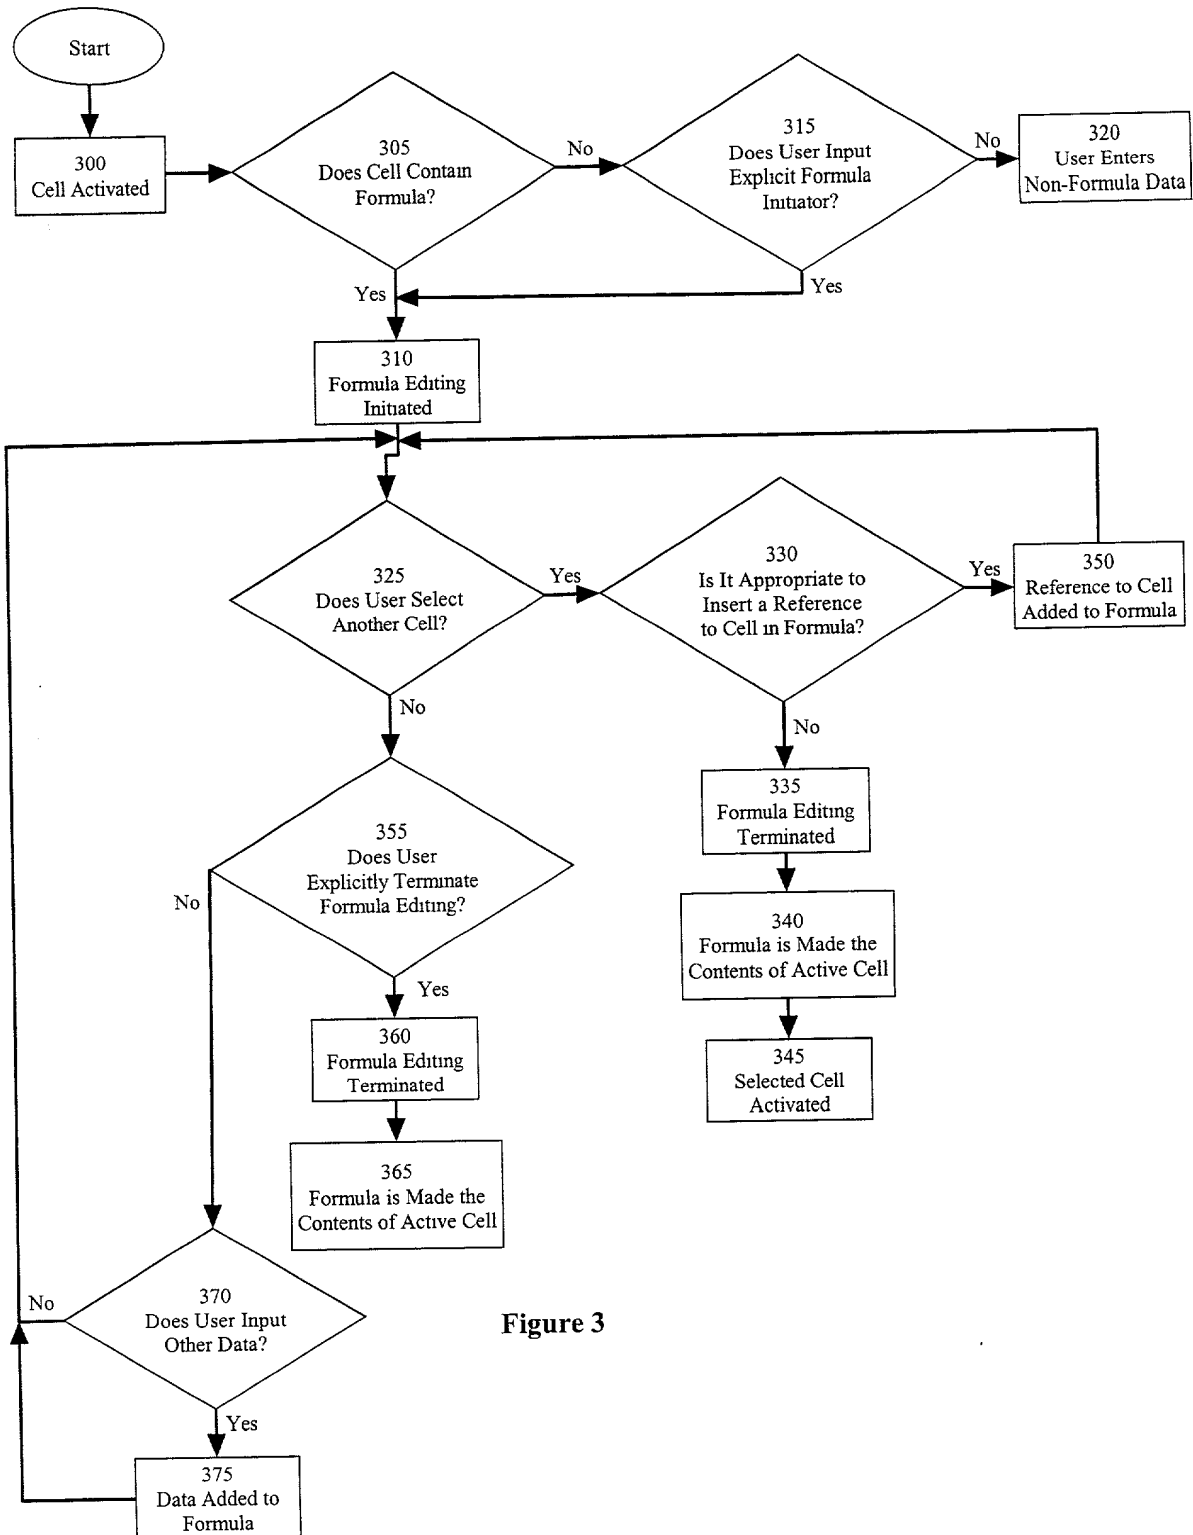 Start
300
Cell Activated
305
Does Cell Contain
Formula?
No
315
Does User Input
Explicit Formula
Initiator?
No
320
User Enters
Non-Formula Data
Yes
Yes
310
Formula Editing
Initiated
325
Does User Select
Another Cell?
Yes
330
Is It Appropriate to
Insert a Reference
to Cell in Formula?
Yes
350
Reference to Cell
Added to Formula
No
No
335
Formula Editing
Terminated
340
Formula is Made the
Contents of Active Cell
345
Selected Cell
Activated
355
Does User
Explicitly Terminate
Formula Editing?
No
Yes
360
Formula Editing
Terminated
365
Formula is Made the
Contents of Active Cell
370
Does User Input
Other Data?
No
Yes
375
Data Added to
Formula
Figure 3